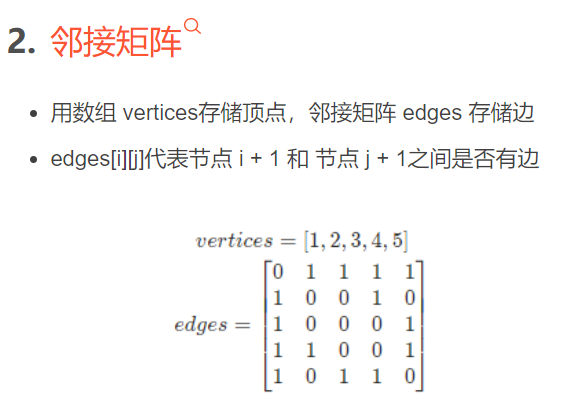 2. 邻接矩阵
• 用数组 vertices存储顶点，邻接矩阵 edges 存储边
• edges[i][j]代表节点 i + 1 和 节点 j + 1之间是否有边
vertices = [1, 2, 3, 4, 5]
0 1 1 1 1
1 0 0 1 0
edges = 1 0 0 0 1
1 1 0 0 1
1 0 1 1 0